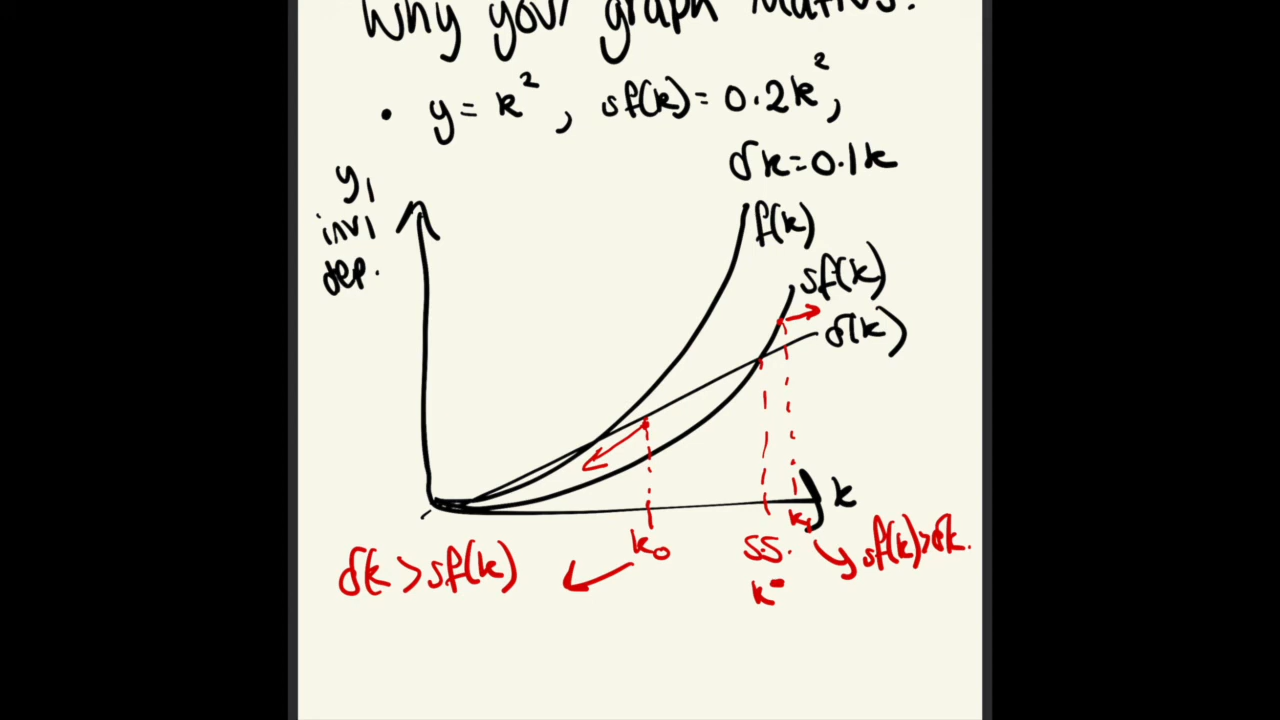 Why your graph matters!
• y = k², sf(k) = 0.2k²,
δk = 0.1k
y,
inv,
dep.
f(k)
sf(k)
δ(k)
k
k₀
s.s.
k*
k₁
sf(k)>δk.
δk > sf(k)